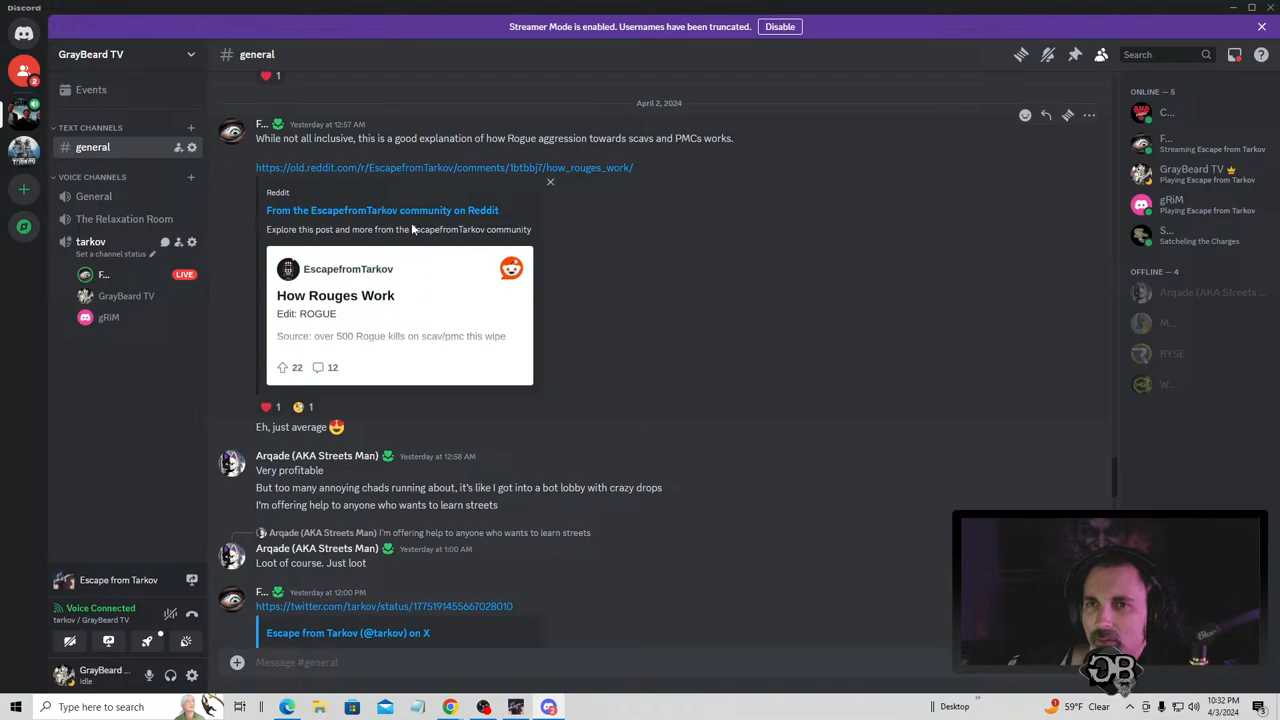 Discord
Streamer Mode is enabled. Usernames have been truncated.
Disable
GrayBeard TV
# general
Search
Events
TEXT CHANNELS
general
VOICE CHANNELS
General
The Relaxation Room
tarkov
Set a channel status
F...
LIVE
GrayBeard TV
gRiM
Escape from Tarkov
Voice Connected
tarkov / GrayBeard TV
GrayBeard ...
Idle
1
April 2, 2024
F... Yesterday at 12:57 AM
While not all inclusive, this is a good explanation of how Rogue aggression towards scavs and PMCs works.
https://old.reddit.com/r/EscapefromTarkov/comments/1btbbj7/how_rouges_work/
Reddit
From the EscapefromTarkov community on Reddit
Explore this post and more from the EscapefromTarkov community
EscapefromTarkov
How Rouges Work
Edit: ROGUE
Source: over 500 Rogue kills on scav/pmc this wipe
22 12
1 1
Eh, just average
Arqade (AKA Streets Man) Yesterday at 12:58 AM
Very profitable
But too many annoying chads running about, it's like I got into a bot lobby with crazy drops
I'm offering help to anyone who wants to learn streets
Arqade (AKA Streets Man) I'm offering help to anyone who wants to learn streets
Arqade (AKA Streets Man) Yesterday at 1:00 AM
Loot of course. Just loot
F... Yesterday at 12:00 PM
https://twitter.com/tarkov/status/1775191455667028010
Escape from Tarkov (@tarkov) on X
Message #general
ONLINE — 5
C...
F...
Streaming Escape from Tarkov
GrayBeard TV
Playing Escape from Tarkov
gRiM
Playing Escape from Tarkov
S...
Satcheling the Charges
OFFLINE — 4
Arqade (AKA Streets ...
M...
RYSE
W...
Blue
GB
2
Type here to search
Desktop
59°F Clear
10:32 PM
4/3/2024